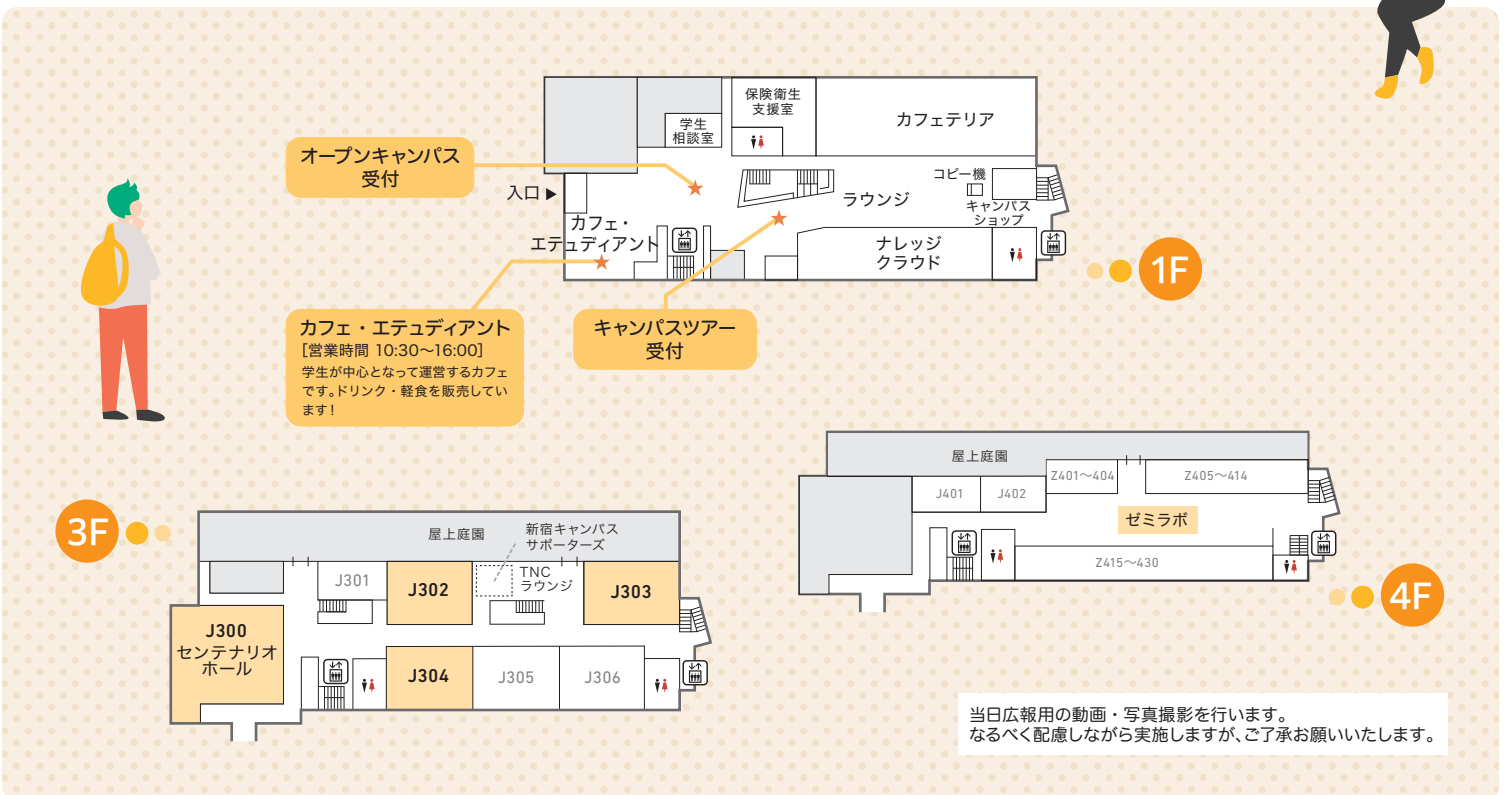 保険衛生
支援室
カフェテリア
学生
相談室
オープンキャンパス
受付
コピー機
入口▶
ラウンジ
キャンパス
ショップ
カフェ・
エテュディアント
ナレッジ
クラウド
1F
カフェ・エテュディアント
[営業時間 10:30〜16:00]
学生が中心となって運営するカフェ
です。ドリンク・軽食を販売してい
ます!
キャンパスツアー
受付
3F
屋上庭園
新宿キャンパス
サポーターズ
TNC
ラウンジ
J301
J302
J303
J300
センテナリオ
ホール
J304
J305
J306
屋上庭園
Z401〜404
Z405〜414
J401
J402
ゼミラボ
Z415〜430
4F
当日広報用の動画・写真撮影を行います。
なるべく配慮しながら実施しますが、ご了承お願いいたします。